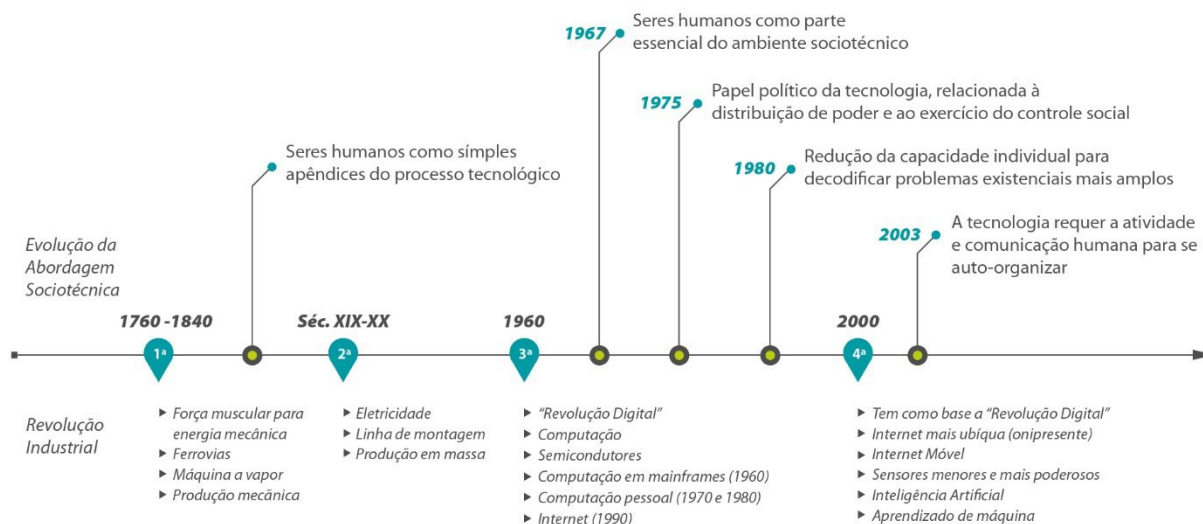 1967
Seres humanos como parte
essencial do ambiente sociotécnico
1975
Papel político da tecnologia, relacionada à
distribuição de poder e ao exercício do controle social
Seres humanos como símples
apêndices do processo tecnológico
1980
Redução da capacidade individual para
decodificar problemas existenciais mais amplos
2003
A tecnologia requer a atividade
e comunicação humana para se
auto-organizar
Evolução da
Abordagem
Sociotécnica
1760 -1840
Séc. XIX-XX
1960
2000
1ª
2ª
3ª
4ª
Revolução
Industrial
Força muscular para
energia mecânica
Ferrovias
Máquina a vapor
Produção mecânica
Eletricidade
Linha de montagem
Produção em massa
“Revolução Digital”
Computação
Semicondutores
Computação em mainframes (1960)
Computação pessoal (1970 e 1980)
Internet (1990)
Tem como base a “Revolução Digital”
Internet mais ubíqua (onipresente)
Internet Móvel
Sensores menores e mais poderosos
Inteligência Artificial
Aprendizado de máquina